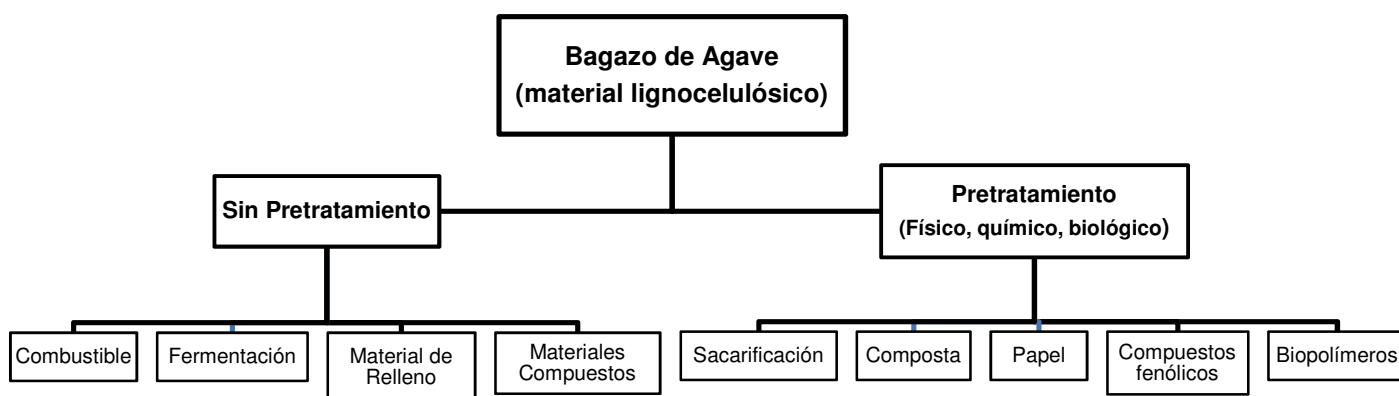 Bagazo de Agave
(material lignocelulósico)
Sin Pretratamiento
Pretratamiento
(Físico, químico, biológico)
Combustible
Fermentación
Material de
Relleno
Materiales
Compuestos
Sacarificación
Composta
Papel
Compuestos
fenólicos
Biopolímeros